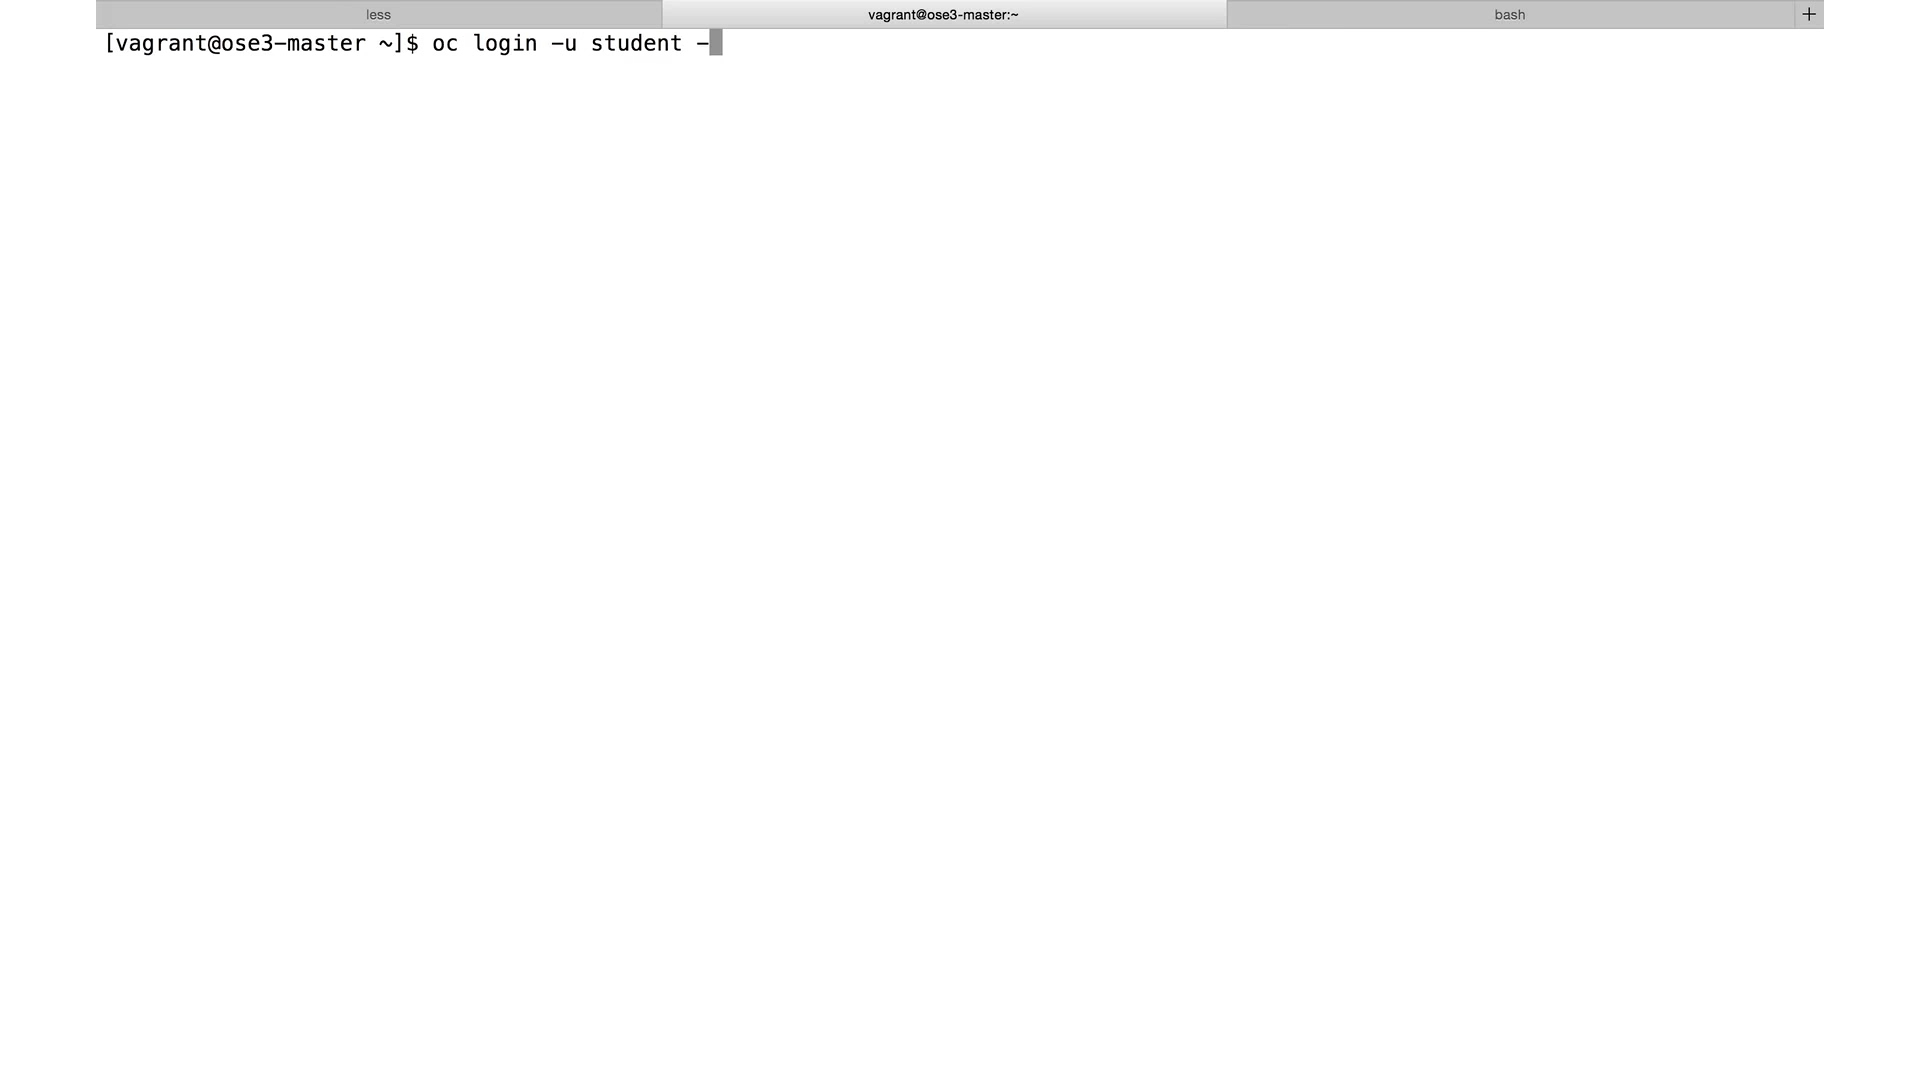 less
vagrant@ose3-master:~
bash
+
[vagrant@ose3-master ~]$ oc login -u student -